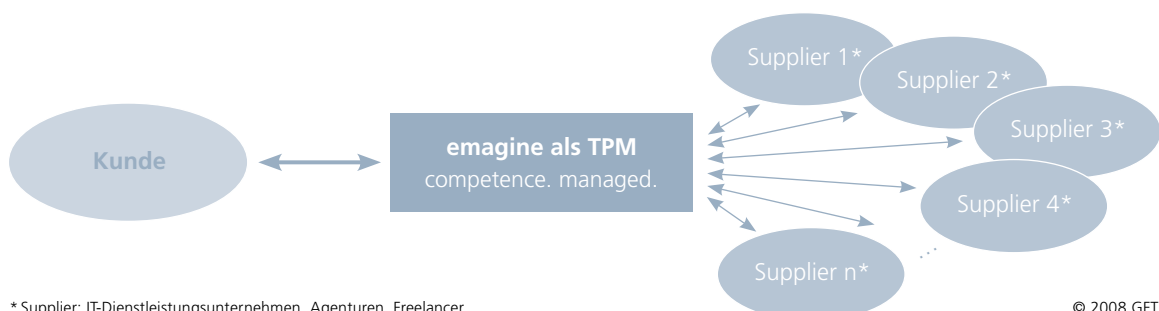 Supplier 1*
Supplier 2*
Supplier 3*
Kunde
emagine als TPM
competence. managed.
Supplier 4*
Supplier n*
* Supplier: IT-Dienstleistungsunternehmen, Agenturen, Freelancer
© 2008 GFT